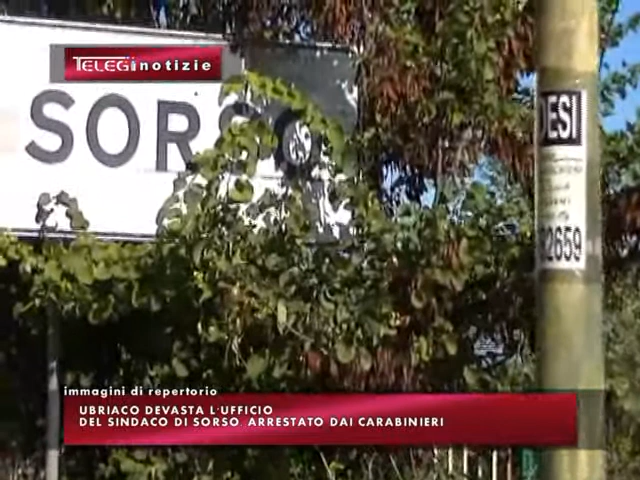 TELEGInotizie
SORSO
DESI
2659
immagini di repertorio
UBRIACO DEVASTA L'UFFICIO
DEL SINDACO DI SORSO. ARRESTATO DAI CARABINIERI